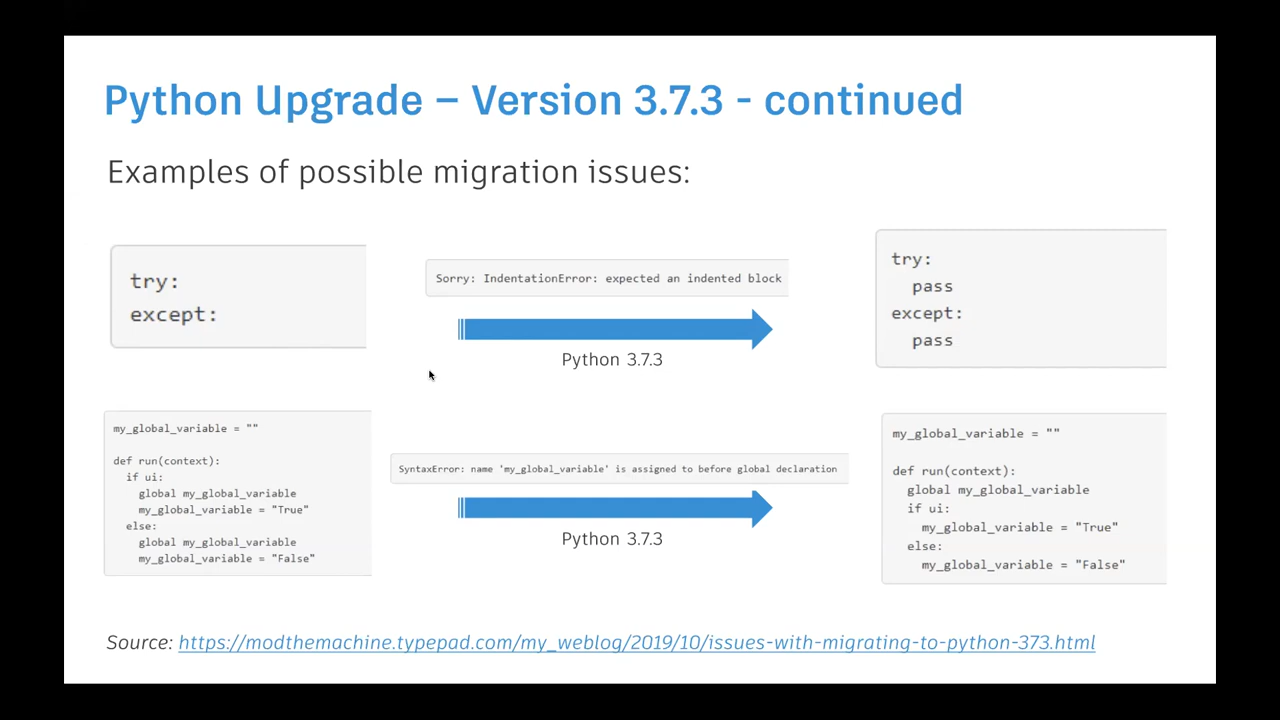 Python Upgrade – Version 3.7.3 - continued
Examples of possible migration issues:
try:
except:
Sorry: IndentationError: expected an indented block
Python 3.7.3
try:
  pass
except:
  pass
my_global_variable = ""
def run(context):
  if ui:
    global my_global_variable
    my_global_variable = "True"
  else:
    global my_global_variable
    my_global_variable = "False"
SyntaxError: name 'my_global_variable' is assigned to before global declaration
Python 3.7.3
my_global_variable = ""
def run(context):
  global my_global_variable
  if ui:
    my_global_variable = "True"
  else:
    my_global_variable = "False"
Source: https://modthemachine.typepad.com/my_weblog/2019/10/issues-with-migrating-to-python-373.html